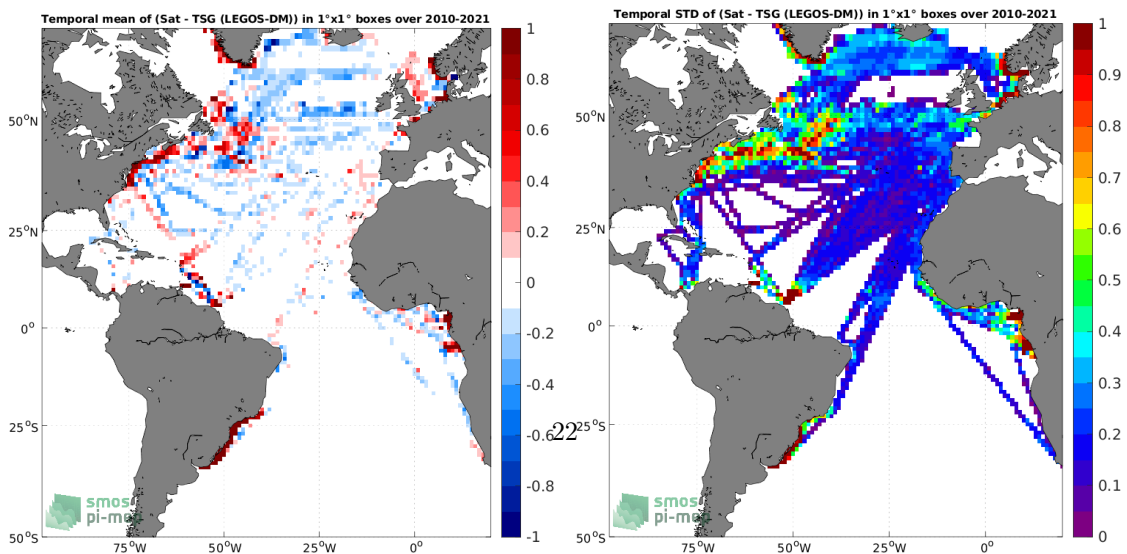 Temporal mean of (Sat - TSG (LEGOS-DM)) in 1°x1° boxes over 2010-2021
50°N
25°N
0°
25°S
50°S
75°W
50°W
25°W
0°
1
0.8
0.6
0.4
0.2
0
-0.2
-0.4
-0.6
-0.8
-1
smos
pi-mep
22
Temporal STD of (Sat - TSG (LEGOS-DM)) in 1°x1° boxes over 2010-2021
50°N
25°N
0°
25°S
50°S
75°W
50°W
25°W
0°
1
0.9
0.8
0.7
0.6
0.5
0.4
0.3
0.2
0.1
0
smos
pi-mep